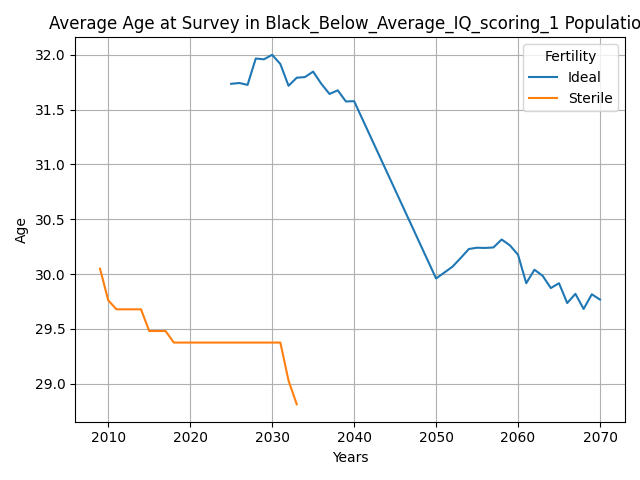 Average Age at Survey in Black_Below_Average_IQ_scoring_1 Populatio
Fertility
Ideal
Sterile
32.0
31.5
31.0
30.5
30.0
29.5
29.0
Age
2010 2020 2030 2040 2050 2060 2070
Years